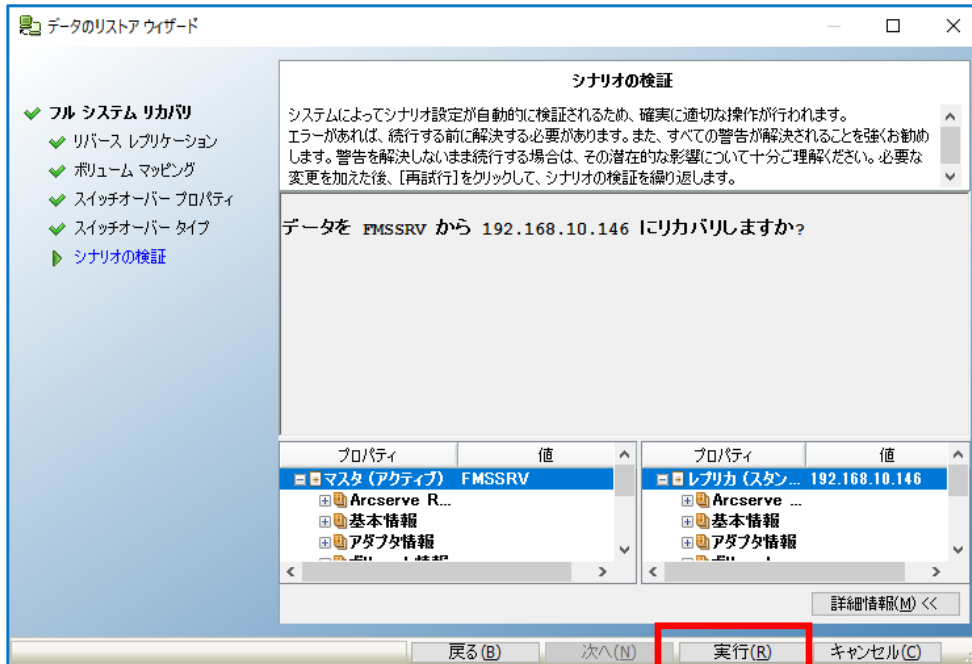 データのリストア ウィザード
フル システム リカバリ
リバース レプリケーション
ボリューム マッピング
スイッチオーバー プロパティ
スイッチオーバー タイプ
シナリオの検証
シナリオの検証
システムによってシナリオ設定が自動的に検証されるため、確実に適切な操作が行われます。
エラーがあれば、続行する前に解決する必要があります。また、すべての警告が解決されることを強くお勧め
します。警告を解決しないまま続行する場合は、その潜在的な影響について十分ご理解ください。必要な
変更を加えた後、[再試行]をクリックして、シナリオの検証を繰り返します。
データを FMSSRV から 192.168.10.146 にリカバリしますか?
プロパティ 値
マスタ (アクティブ) FMSSRV
Arcserve R...
基本情報
アダプタ情報
プロパティ 値
レプリカ (スタン... 192.168.10.146
Arcserve ...
基本情報
アダプタ情報
詳細情報(M) <<
戻る(B) 次へ(N) 実行(R) キャンセル(C)